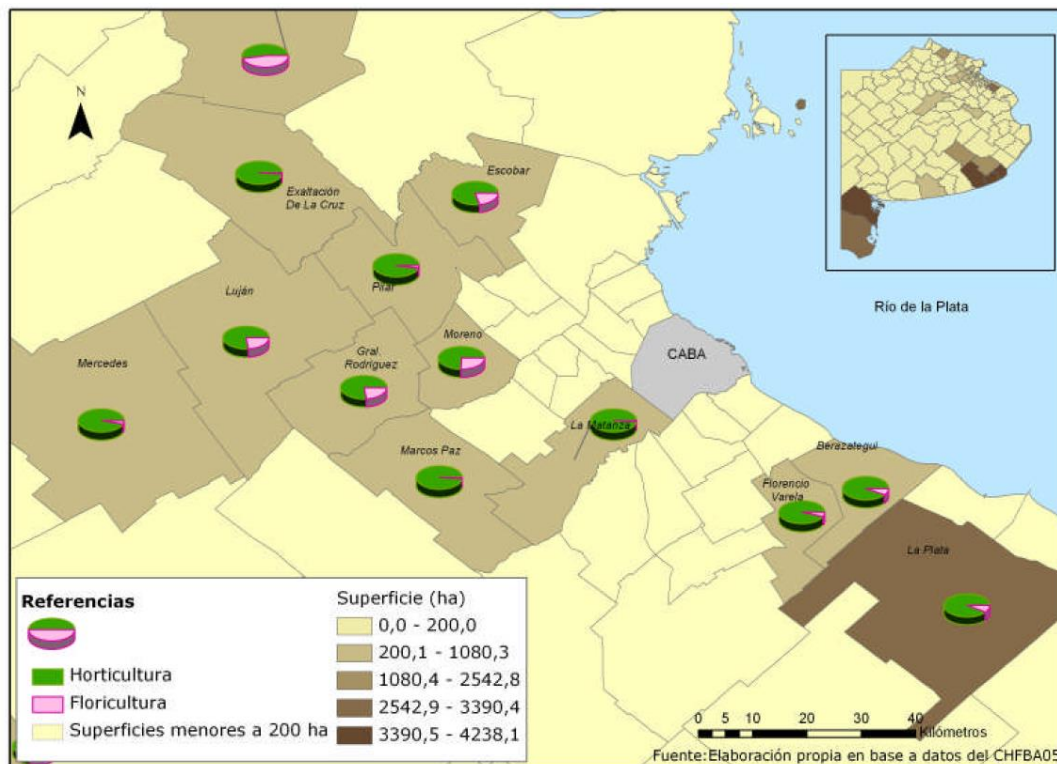 N
Escobar
Exaltación
De La Cruz
Pilar
Luján
Moreno
Mercedes
Gral.
Rodríguez
CABA
Río de la Plata
La Matanza
Marcos Paz
Berazategui
Florencio
Varela
La Plata
Referencias
Horticultura
Floricultura
Superficies menores a 200 ha
Superficie (ha)
0,0 - 200,0
200,1 - 1080,3
1080,4 - 2542,8
2542,9 - 3390,4
3390,5 - 4238,1
0 5 10 20 30 40
Kilómetros
Fuente:Elaboración propia en base a datos del CHFBA05